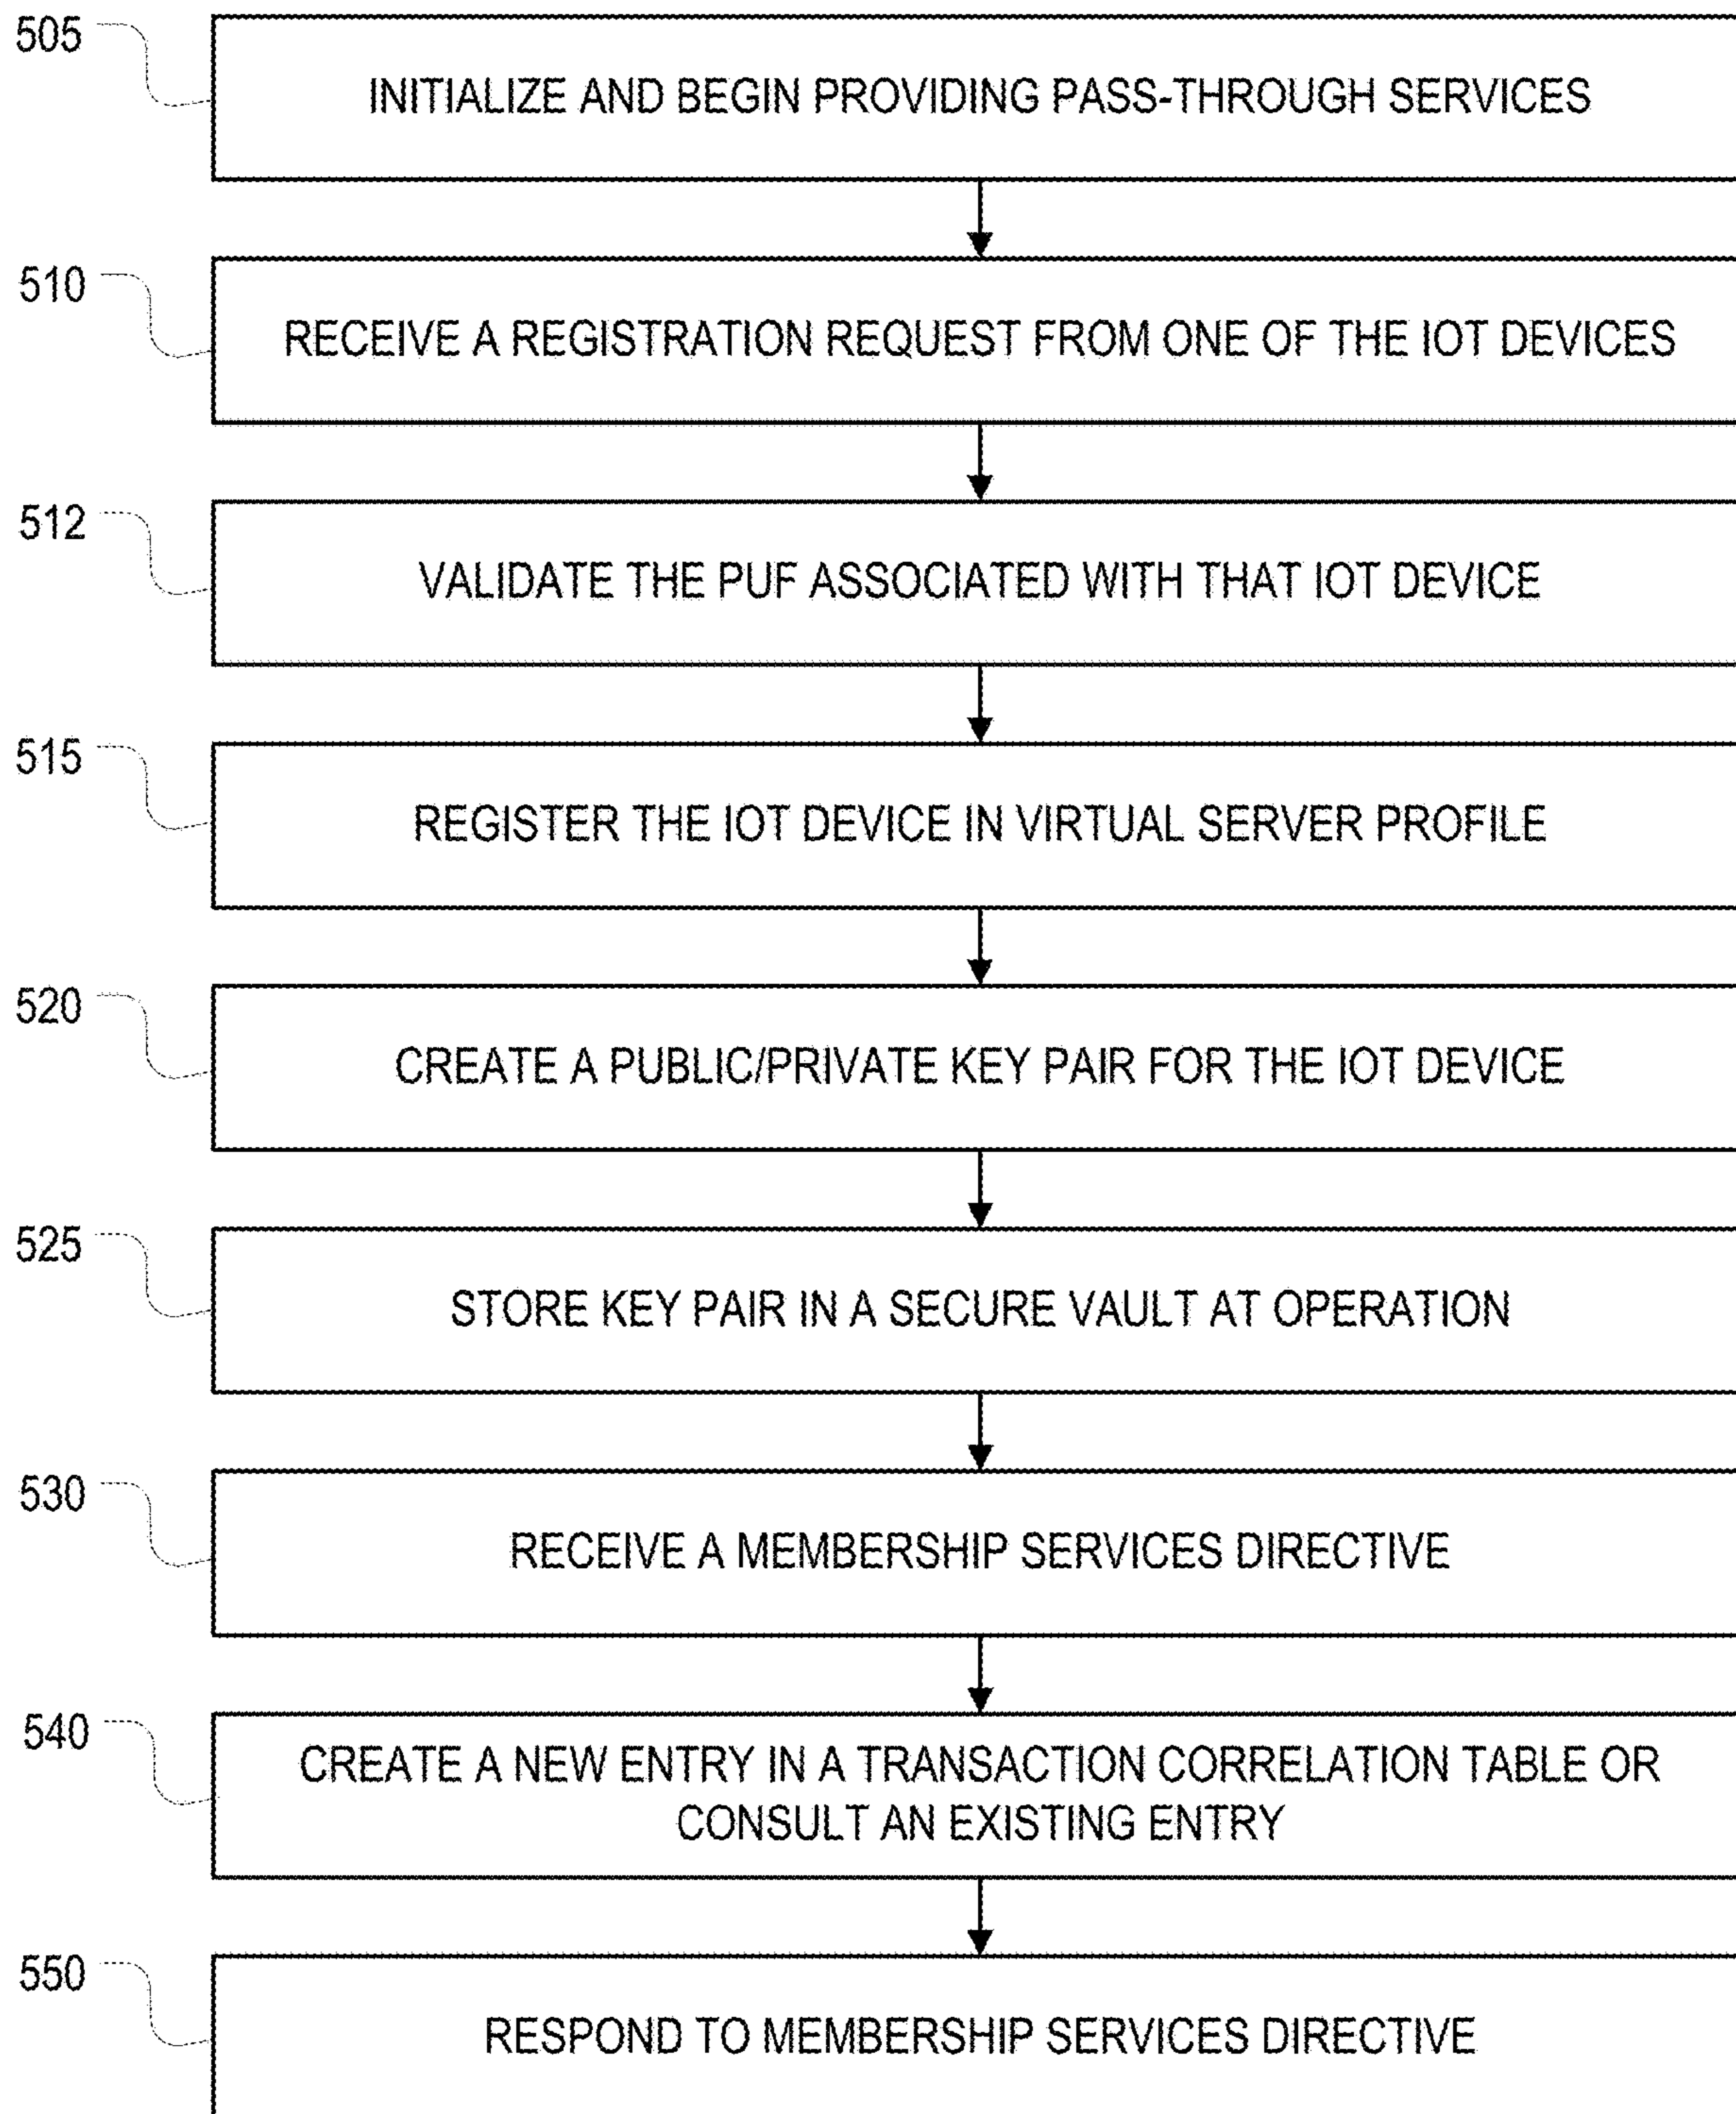 505
INITIALIZE AND BEGIN PROVIDING PASS-THROUGH SERVICES
510
RECEIVE A REGISTRATION REQUEST FROM ONE OF THE IOT DEVICES
512
VALIDATE THE PUF ASSOCIATED WITH THAT IOT DEVICE
515
REGISTER THE IOT DEVICE IN VIRTUAL SERVER PROFILE
520
CREATE A PUBLIC/PRIVATE KEY PAIR FOR THE IOT DEVICE
525
STORE KEY PAIR IN A SECURE VAULT AT OPERATION
530
RECEIVE A MEMBERSHIP SERVICES DIRECTIVE
540
CREATE A NEW ENTRY IN A TRANSACTION CORRELATION TABLE OR
CONSULT AN EXISTING ENTRY
550
RESPOND TO MEMBERSHIP SERVICES DIRECTIVE